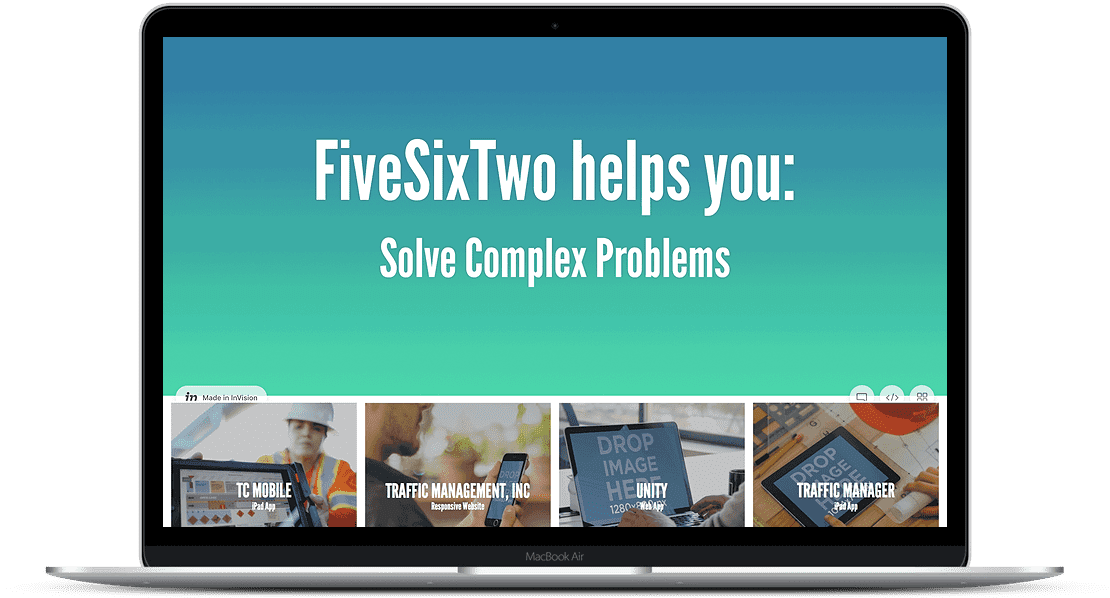 FiveSixTwo helps you:
Solve Complex Problems
in Made in InVision
</>
TC MOBILE
iPad App
DROP
TRAFFIC MANAGEMENT, INC
Responsive Website
DROP
IMAGE
HERE
UNITY
Web App
DROP
IMAGE
HERE
TRAFFIC MANAGER
iPad App
MacBook Air